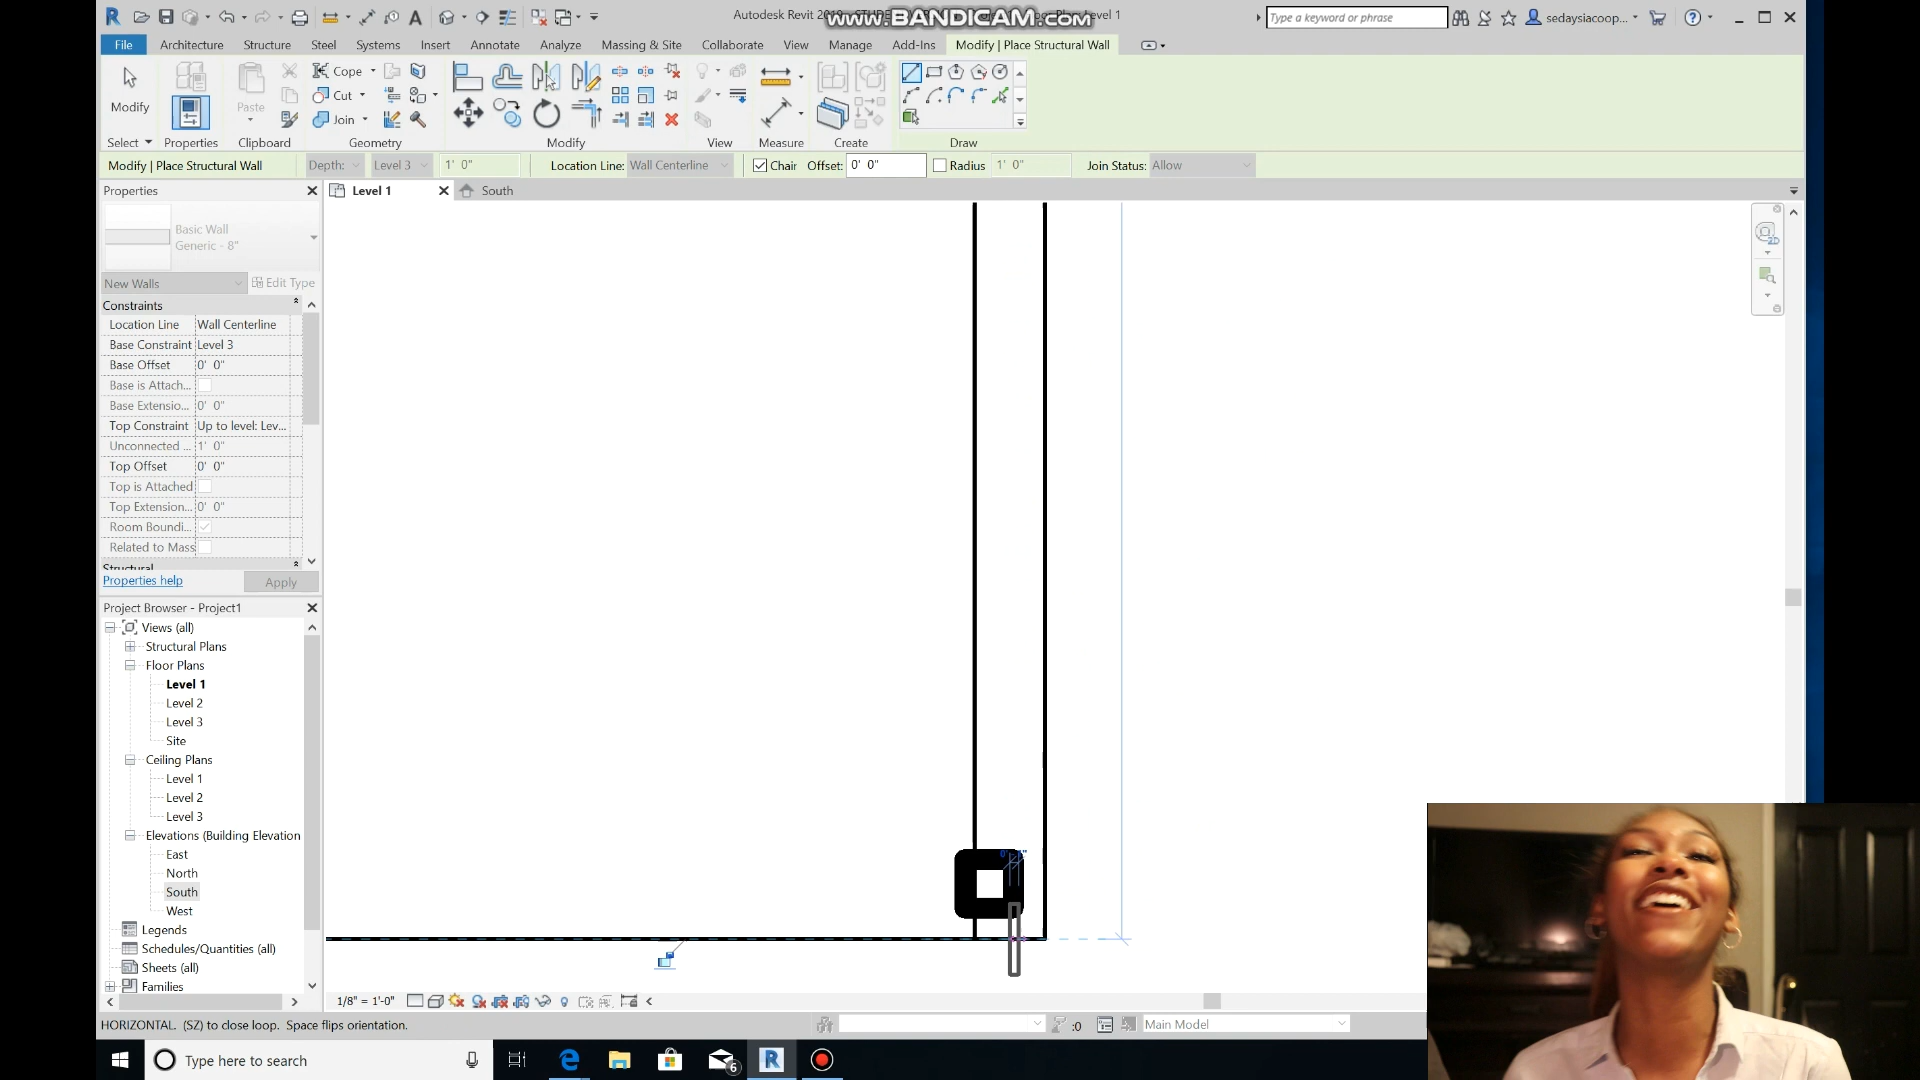 Autodesk Revit 20
www.BANDICAM.com
Level 1
Type a keyword or phrase
sedaysiacoop...
File
Architecture
Structure
Steel
Systems
Insert
Annotate
Analyze
Massing & Site
Collaborate
View
Manage
Add-Ins
Modify | Place Structural Wall
Modify
Paste
Cope
Cut
Join
Select
Properties
Clipboard
Geometry
Modify
View
Measure
Create
Draw
Modify | Place Structural Wall
Depth:
Level 3
1' 0"
Location Line:
Wall Centerline
Chair
Offset:
0' 0"
Radius
1' 0"
Join Status:
Allow
Properties
Level 1
South
Basic Wall
Generic - 8"
New Walls
Edit Type
Constraints
Location Line Wall Centerline
Base Constraint Level 3
Base Offset 0' 0"
Base is Attach...
Base Extensio... 0' 0"
Top Constraint Up to level: Lev...
Unconnected ... 1' 0"
Top Offset 0' 0"
Top is Attached
Top Extension... 0' 0"
Room Boundi...
Related to Mass
Structural
Properties help
Apply
Project Browser - Project1
Views (all)
Structural Plans
Floor Plans
Level 1
Level 2
Level 3
Site
Ceiling Plans
Level 1
Level 2
Level 3
Elevations (Building Elevation
East
North
South
West
Legends
Schedules/Quantities (all)
Sheets (all)
Families
2D
1/8" = 1'-0"
HORIZONTAL. (SZ) to close loop. Space flips orientation.
:0
Main Model
Type here to search
6